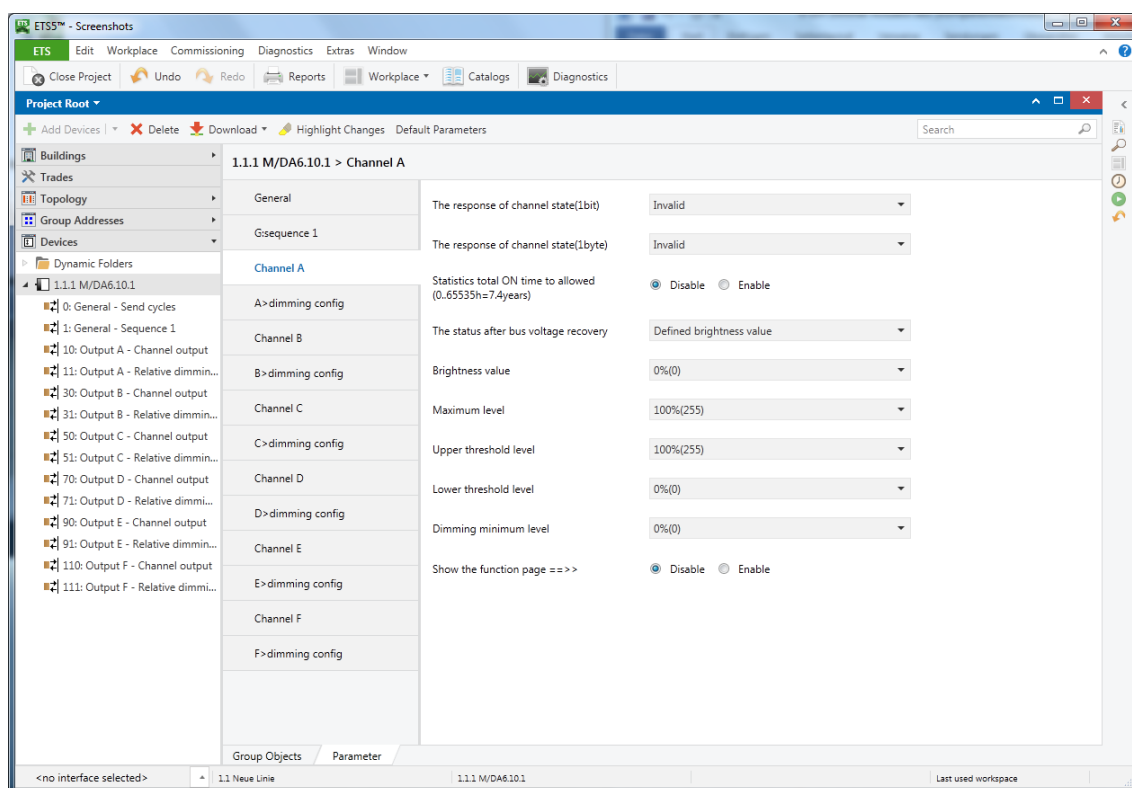 ETS5™ - Screenshots
ETS Edit Workplace Commissioning Diagnostics Extras Window
Close Project Undo Redo Reports Workplace Catalogs Diagnostics
Project Root
Add Devices Delete Download Highlight Changes Default Parameters Search
Buildings
Trades
Topology
Group Addresses
Devices
Dynamic Folders
1.1.1 M/DA6.10.1
0: General - Send cycles
1: General - Sequence 1
10: Output A - Channel output
11: Output A - Relative dimmin...
30: Output B - Channel output
31: Output B - Relative dimmin...
50: Output C - Channel output
51: Output C - Relative dimmin...
70: Output D - Channel output
71: Output D - Relative dimmi...
90: Output E - Channel output
91: Output E - Relative dimmin...
110: Output F - Channel output
111: Output F - Relative dimmi...
1.1.1 M/DA6.10.1 > Channel A
General
G:sequence 1
Channel A
A>dimming config
Channel B
B>dimming config
Channel C
C>dimming config
Channel D
D>dimming config
Channel E
E>dimming config
Channel F
F>dimming config
The response of channel state(1bit) Invalid
The response of channel state(1byte) Invalid
Statistics total ON time to allowed
(0..65535h=7.4years) Disable Enable
The status after bus voltage recovery Defined brightness value
Brightness value 0%(0)
Maximum level 100%(255)
Upper threshold level 100%(255)
Lower threshold level 0%(0)
Dimming minimum level 0%(0)
Show the function page ==>> Disable Enable
Group Objects Parameter
<no interface selected> 1.1 Neue Linie 1.1.1 M/DA6.10.1 Last used workspace